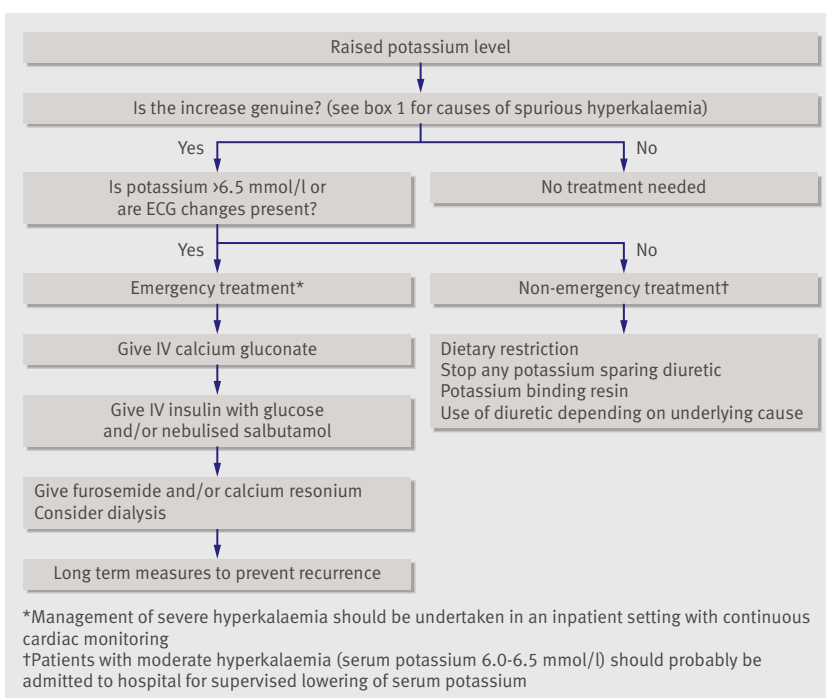 Raised potassium level
Is the increase genuine? (see box 1 for causes of spurious hyperkalaemia)
Yes
No
Is potassium >6.5 mmol/l or
are ECG changes present?
No treatment needed
Yes
No
Emergency treatment*
Non-emergency treatment†
Give IV calcium gluconate
Dietary restriction
Stop any potassium sparing diuretic
Potassium binding resin
Use of diuretic depending on underlying cause
Give IV insulin with glucose
and/or nebulised salbutamol
Give furosemide and/or calcium resonium
Consider dialysis
Long term measures to prevent recurrence
*Management of severe hyperkalaemia should be undertaken in an inpatient setting with continuous
cardiac monitoring
†Patients with moderate hyperkalaemia (serum potassium 6.0-6.5 mmol/l) should probably be
admitted to hospital for supervised lowering of serum potassium